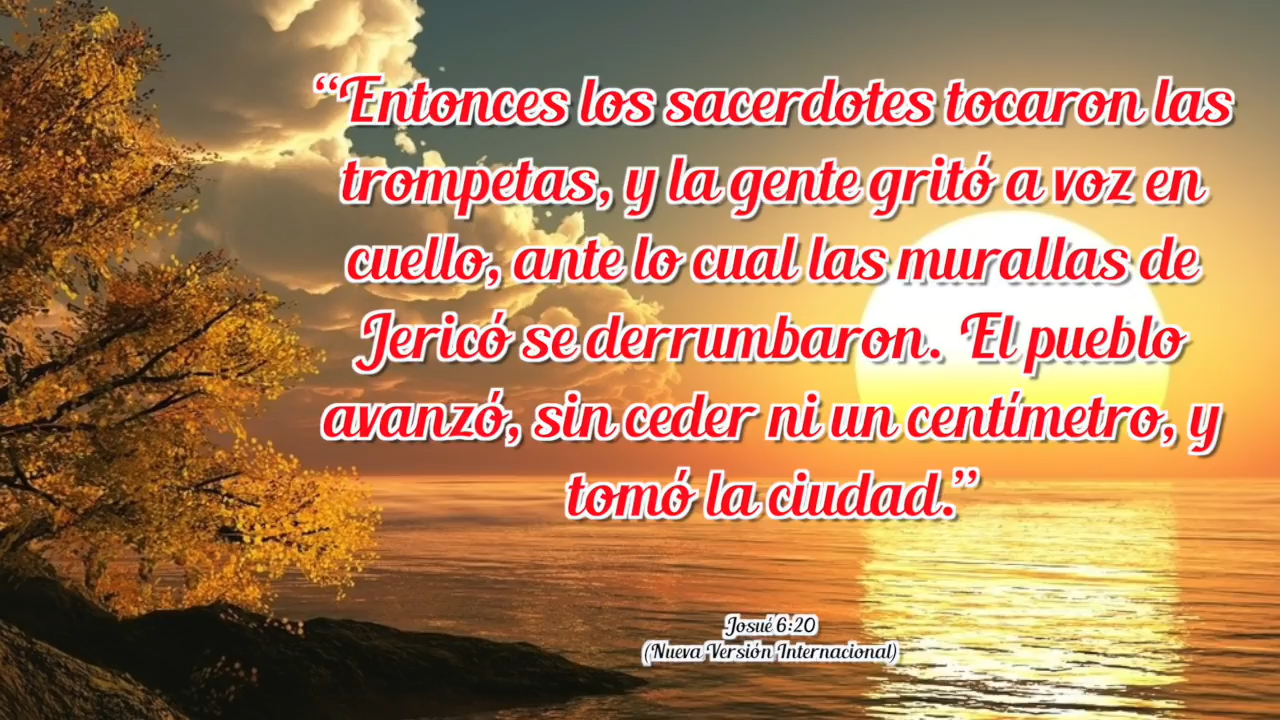 “Entonces los sacerdotes tocaron las
trompetas, y la gente gritó a voz en
cuello, ante lo cual las murallas de
Jericó se derrumbaron. El pueblo
avanzó, sin ceder ni un centímetro, y
tomó la ciudad.”
Josué 6:20
(Nueva Versión Internacional)